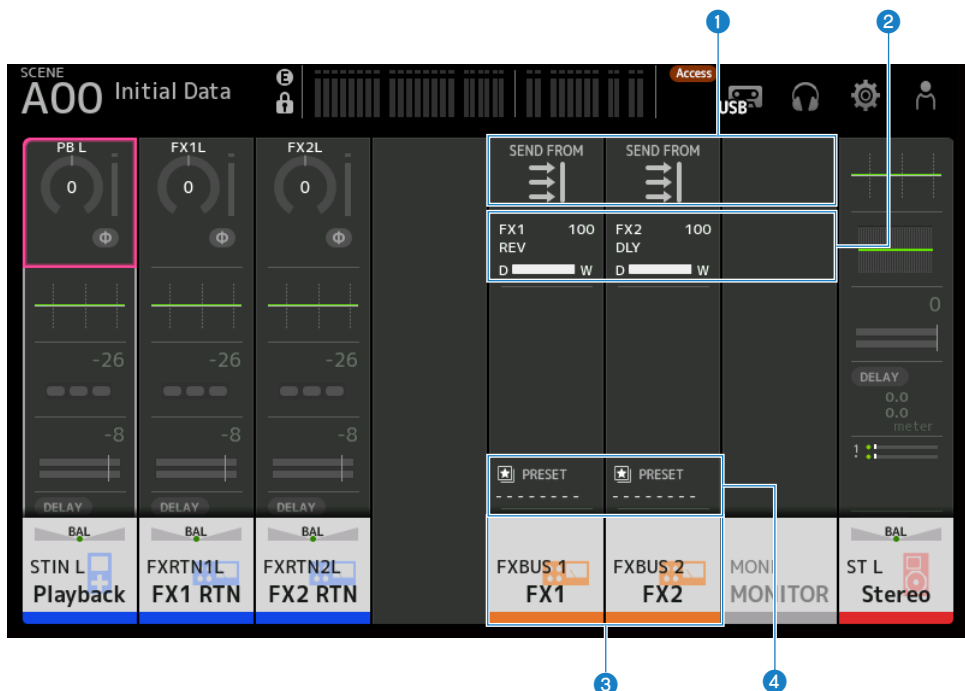 1
2
SCENE
A00 Initial Data
E
Access
USB
PB L
FX1L
FX2L
SEND FROM
SEND FROM
0
0
0
Φ
Φ
Φ
FX1 100
REV
D W
FX2 100
DLY
D W
0
-26
-26
-26
DELAY
0.0
0.0
meter
-8
-8
-8
1
PRESET
--------
PRESET
--------
DELAY
DELAY
DELAY
BAL
BAL
BAL
BAL
STIN L
Playback
FXRTN1L
FX1 RTN
FXRTN2L
FX2 RTN
FXBUS 1
FX1
FXBUS 2
FX2
MONI
MONITOR
ST L
Stereo
3
4